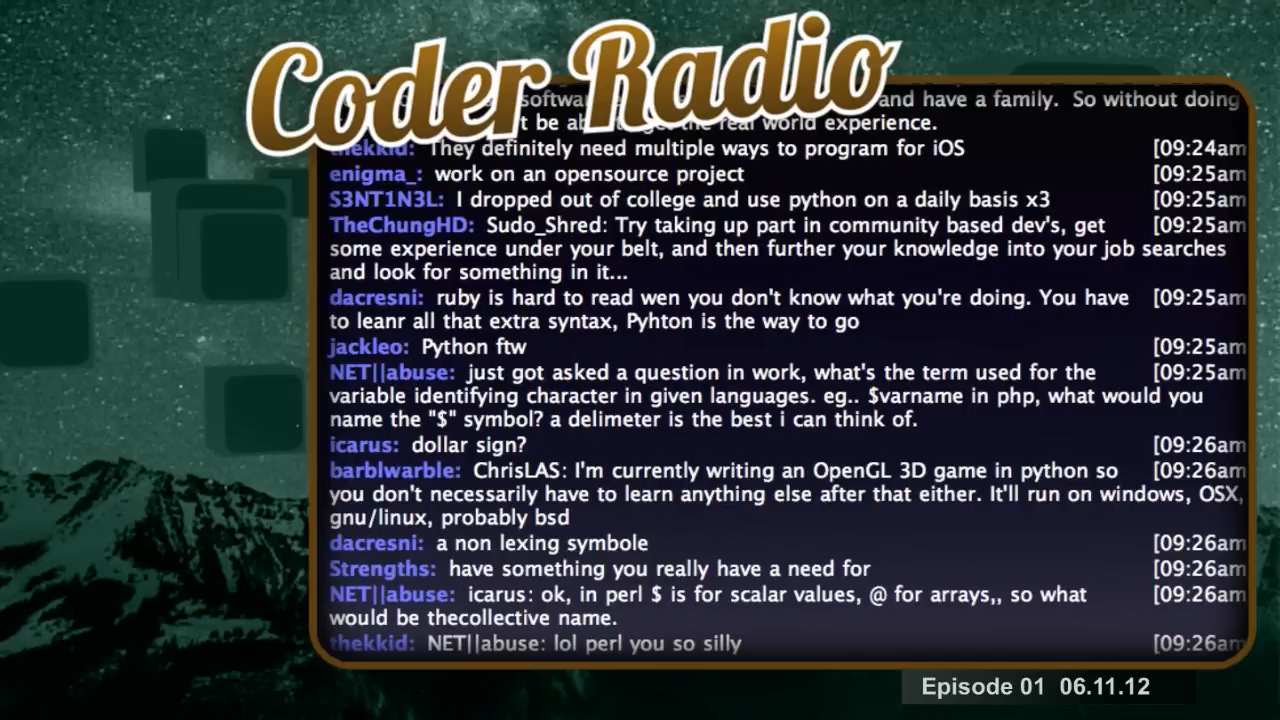 Coder Radio
and have a family. So without doing
the real world experience.
thekkid: They definitely need multiple ways to program for iOS [09:24am
enigma_: work on an opensource project [09:25am
S3NT1N3L: I dropped out of college and use python on a daily basis x3 [09:25am
TheChungHD: Sudo_Shred: Try taking up part in community based dev's, get [09:25am
some experience under your belt, and then further your knowledge into your job searches
and look for something in it...
dacresni: ruby is hard to read wen you don't know what you're doing. You have [09:25am
to leanr all that extra syntax, Pyhton is the way to go
jackleo: Python ftw [09:25am
NET||abuse: just got asked a question in work, what's the term used for the [09:25am
variable identifying character in given languages. eg.. $varname in php, what would you
name the "$" symbol? a delimeter is the best i can think of.
icarus: dollar sign? [09:26am
barblwarble: ChrisLAS: I'm currently writing an OpenGL 3D game in python so [09:26am
you don't necessarily have to learn anything else after that either. It'll run on windows, OSX,
gnu/linux, probably bsd
dacresni: a non lexing symbole [09:26am
Strengths: have something you really have a need for [09:26am
NET||abuse: icarus: ok, in perl $ is for scalar values, @ for arrays,, so what [09:26am
would be thecollective name.
thekkid: NET||abuse: lol perl you so silly [09:26am
Episode 01 06.11.12